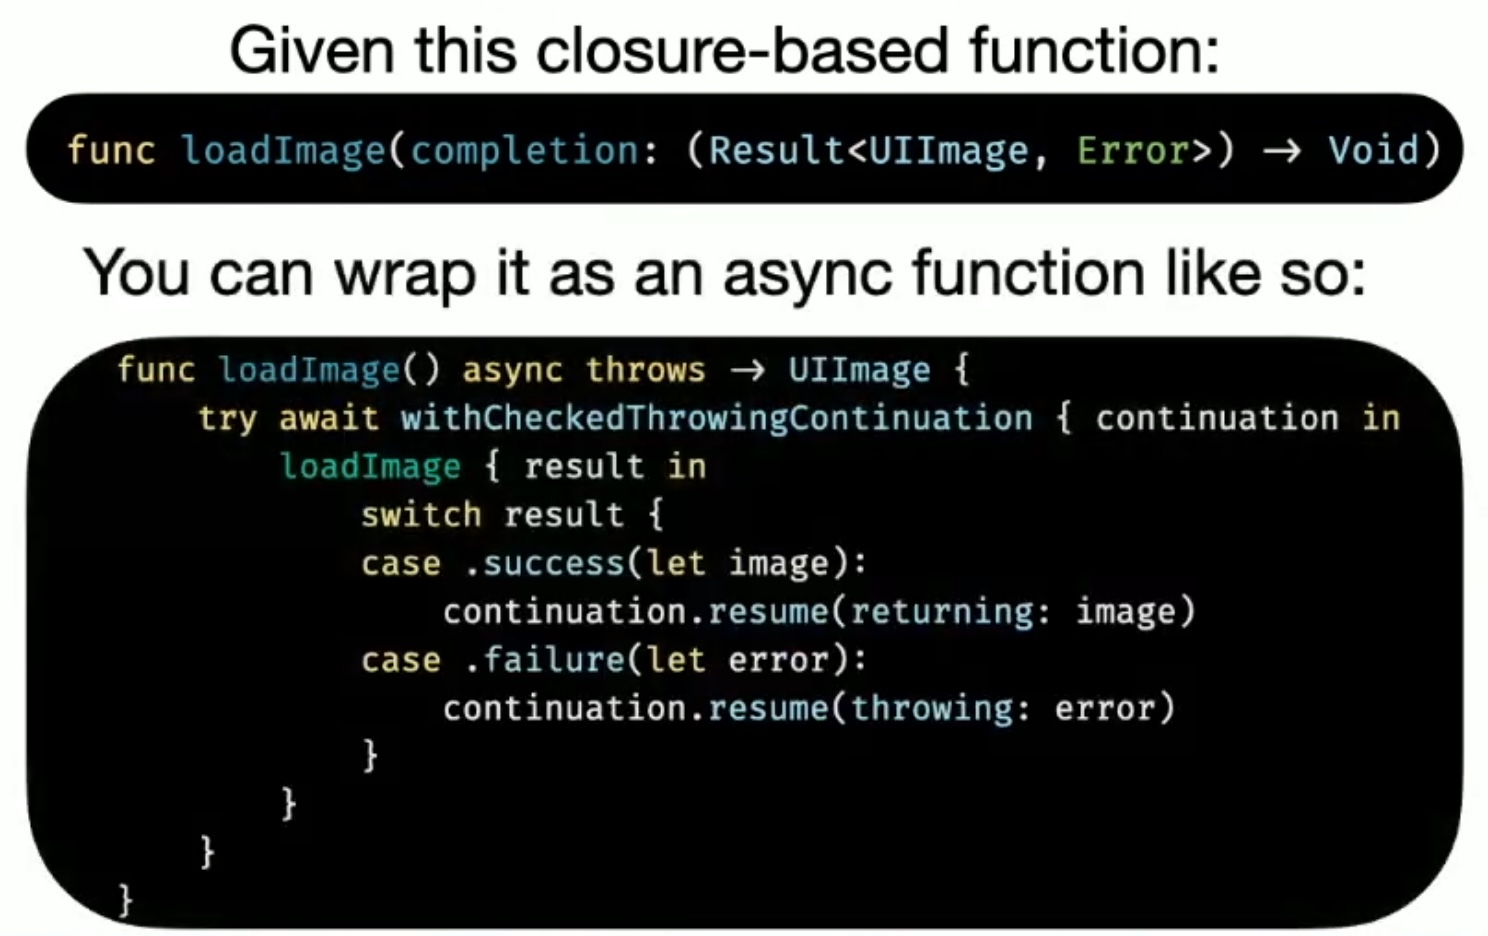 Given this closure-based function:
func loadImage(completion: (Result<UIImage, Error>) → Void)
You can wrap it as an async function like so:
func loadImage() async throws → UIImage {
    try await withCheckedThrowingContinuation { continuation in
        loadImage { result in
            switch result {
            case .success(let image):
                continuation.resume(returning: image)
            case .failure(let error):
                continuation.resume(throwing: error)
            }
        }
    }
}